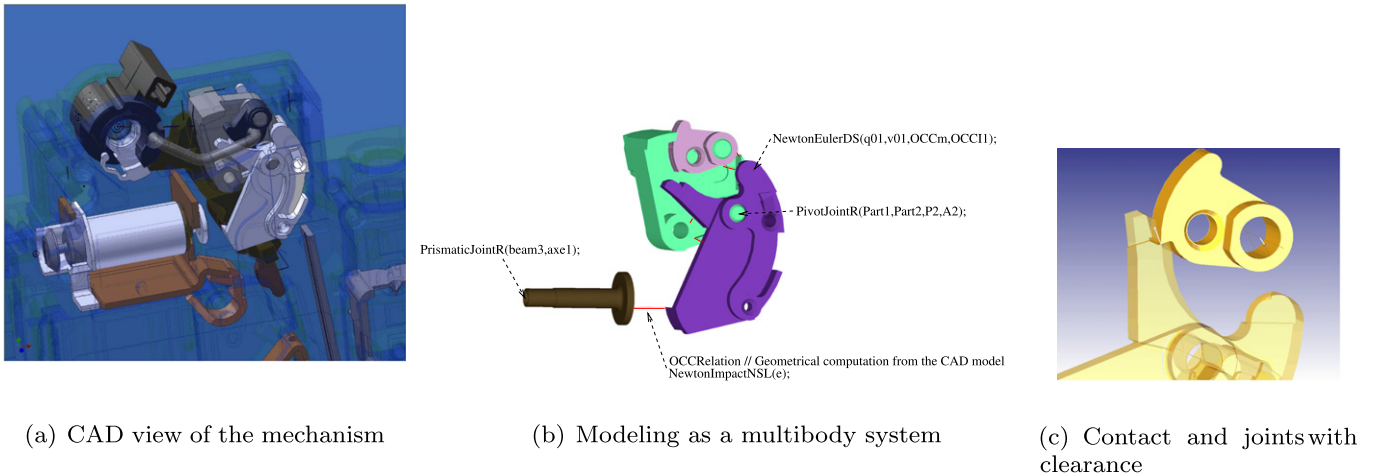 NewtonEulerDS(q01,v01,OCCm,OCCI1);
PivotJointR(Part1,Part2,P2,A2);
PrismaticJointR(beam3,axe1);
OCCRelation // Geometrical computation from the CAD model
NewtonImpactNSL(e);
(a) CAD view of the mechanism
(b) Modeling as a multibody system
(c) Contact and joints with
clearance